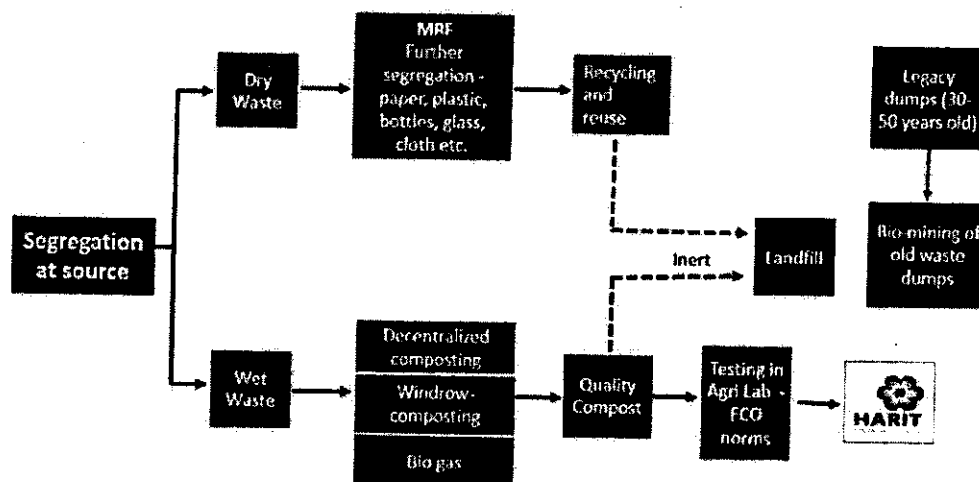 Segregation
at source
Dry
Waste
MRF
Further
segregation -
paper, plastic,
bottles, glass,
cloth etc.
Recycling
and
reuse
Wet
Waste
Decentralized
composting
Windrow-
composting
Bio gas
Quality
Compost
Inert
Landfill
Testing in
Agri Lab -
FCO
norms
HARIT
Legacy
dumps (30-
50 years old)
Bio-mining of
old waste
dumps